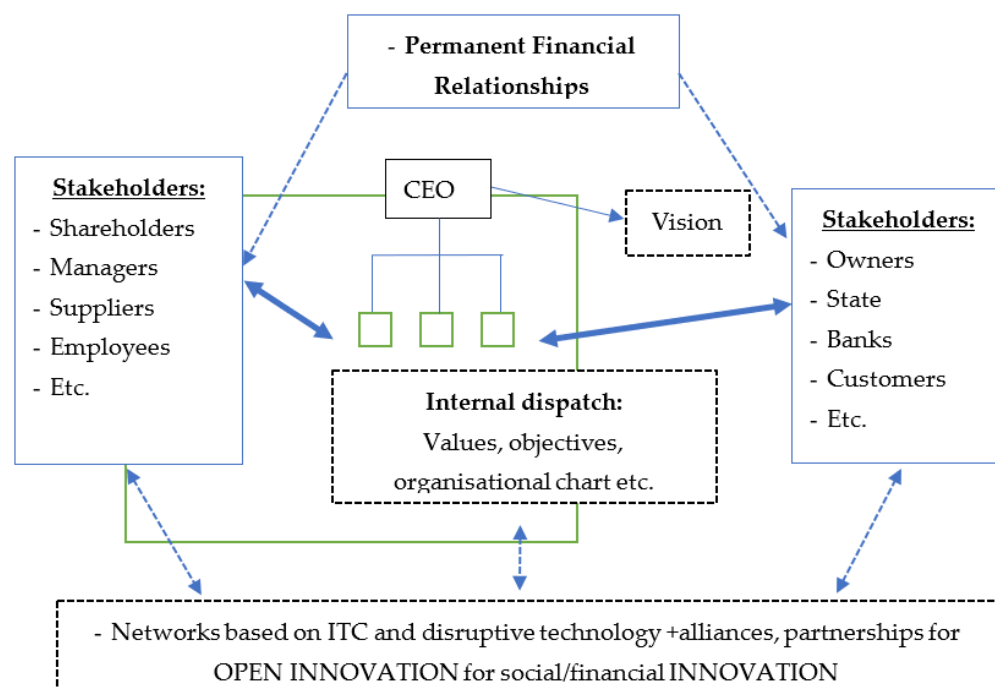 - Permanent Financial
Relationships
Stakeholders:
- Shareholders
- Managers
- Suppliers
- Employees
- Etc.
CEO
Vision
Stakeholders:
- Owners
- State
- Banks
- Customers
- Etc.
Internal dispatch:
Values, objectives,
organisational chart etc.
- Networks based on ITC and disruptive technology +alliances, partnerships for
OPEN INNOVATION for social/financial INNOVATION